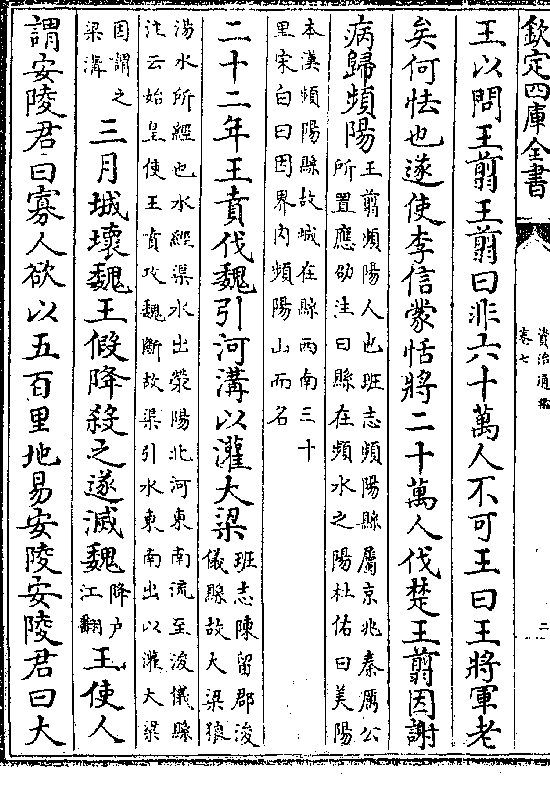 欽定四庫全書
資治通鑑
卷七
二
王以問王翦王翦曰非六十萬人不可王曰王將軍老
矣何怯也遂使李信蒙恬將二十萬人伐楚王翦因謝
病歸頻陽王翦頻陽人也班志頻陽縣屬京兆秦厲公
所置應劭注曰縣在頻水之陽杜佑曰美陽
本漢頻陽縣故城在縣西南三十
里宋白曰因界内頻陽山而名
二十二年王賁伐魏引河溝以灌大梁班志陳留郡浚
儀縣故大梁狼
湯水所經也水經渠水出滎陽北河東南流至浚儀縣
注云始皇使王賁攻魏斷故渠引水東南出以灌大梁
因謂之
梁溝三月城壞魏王假降殺之遂滅魏降户
江翻王使人
謂安陵君曰寡人欲以五百里地易安陵安陵君曰大